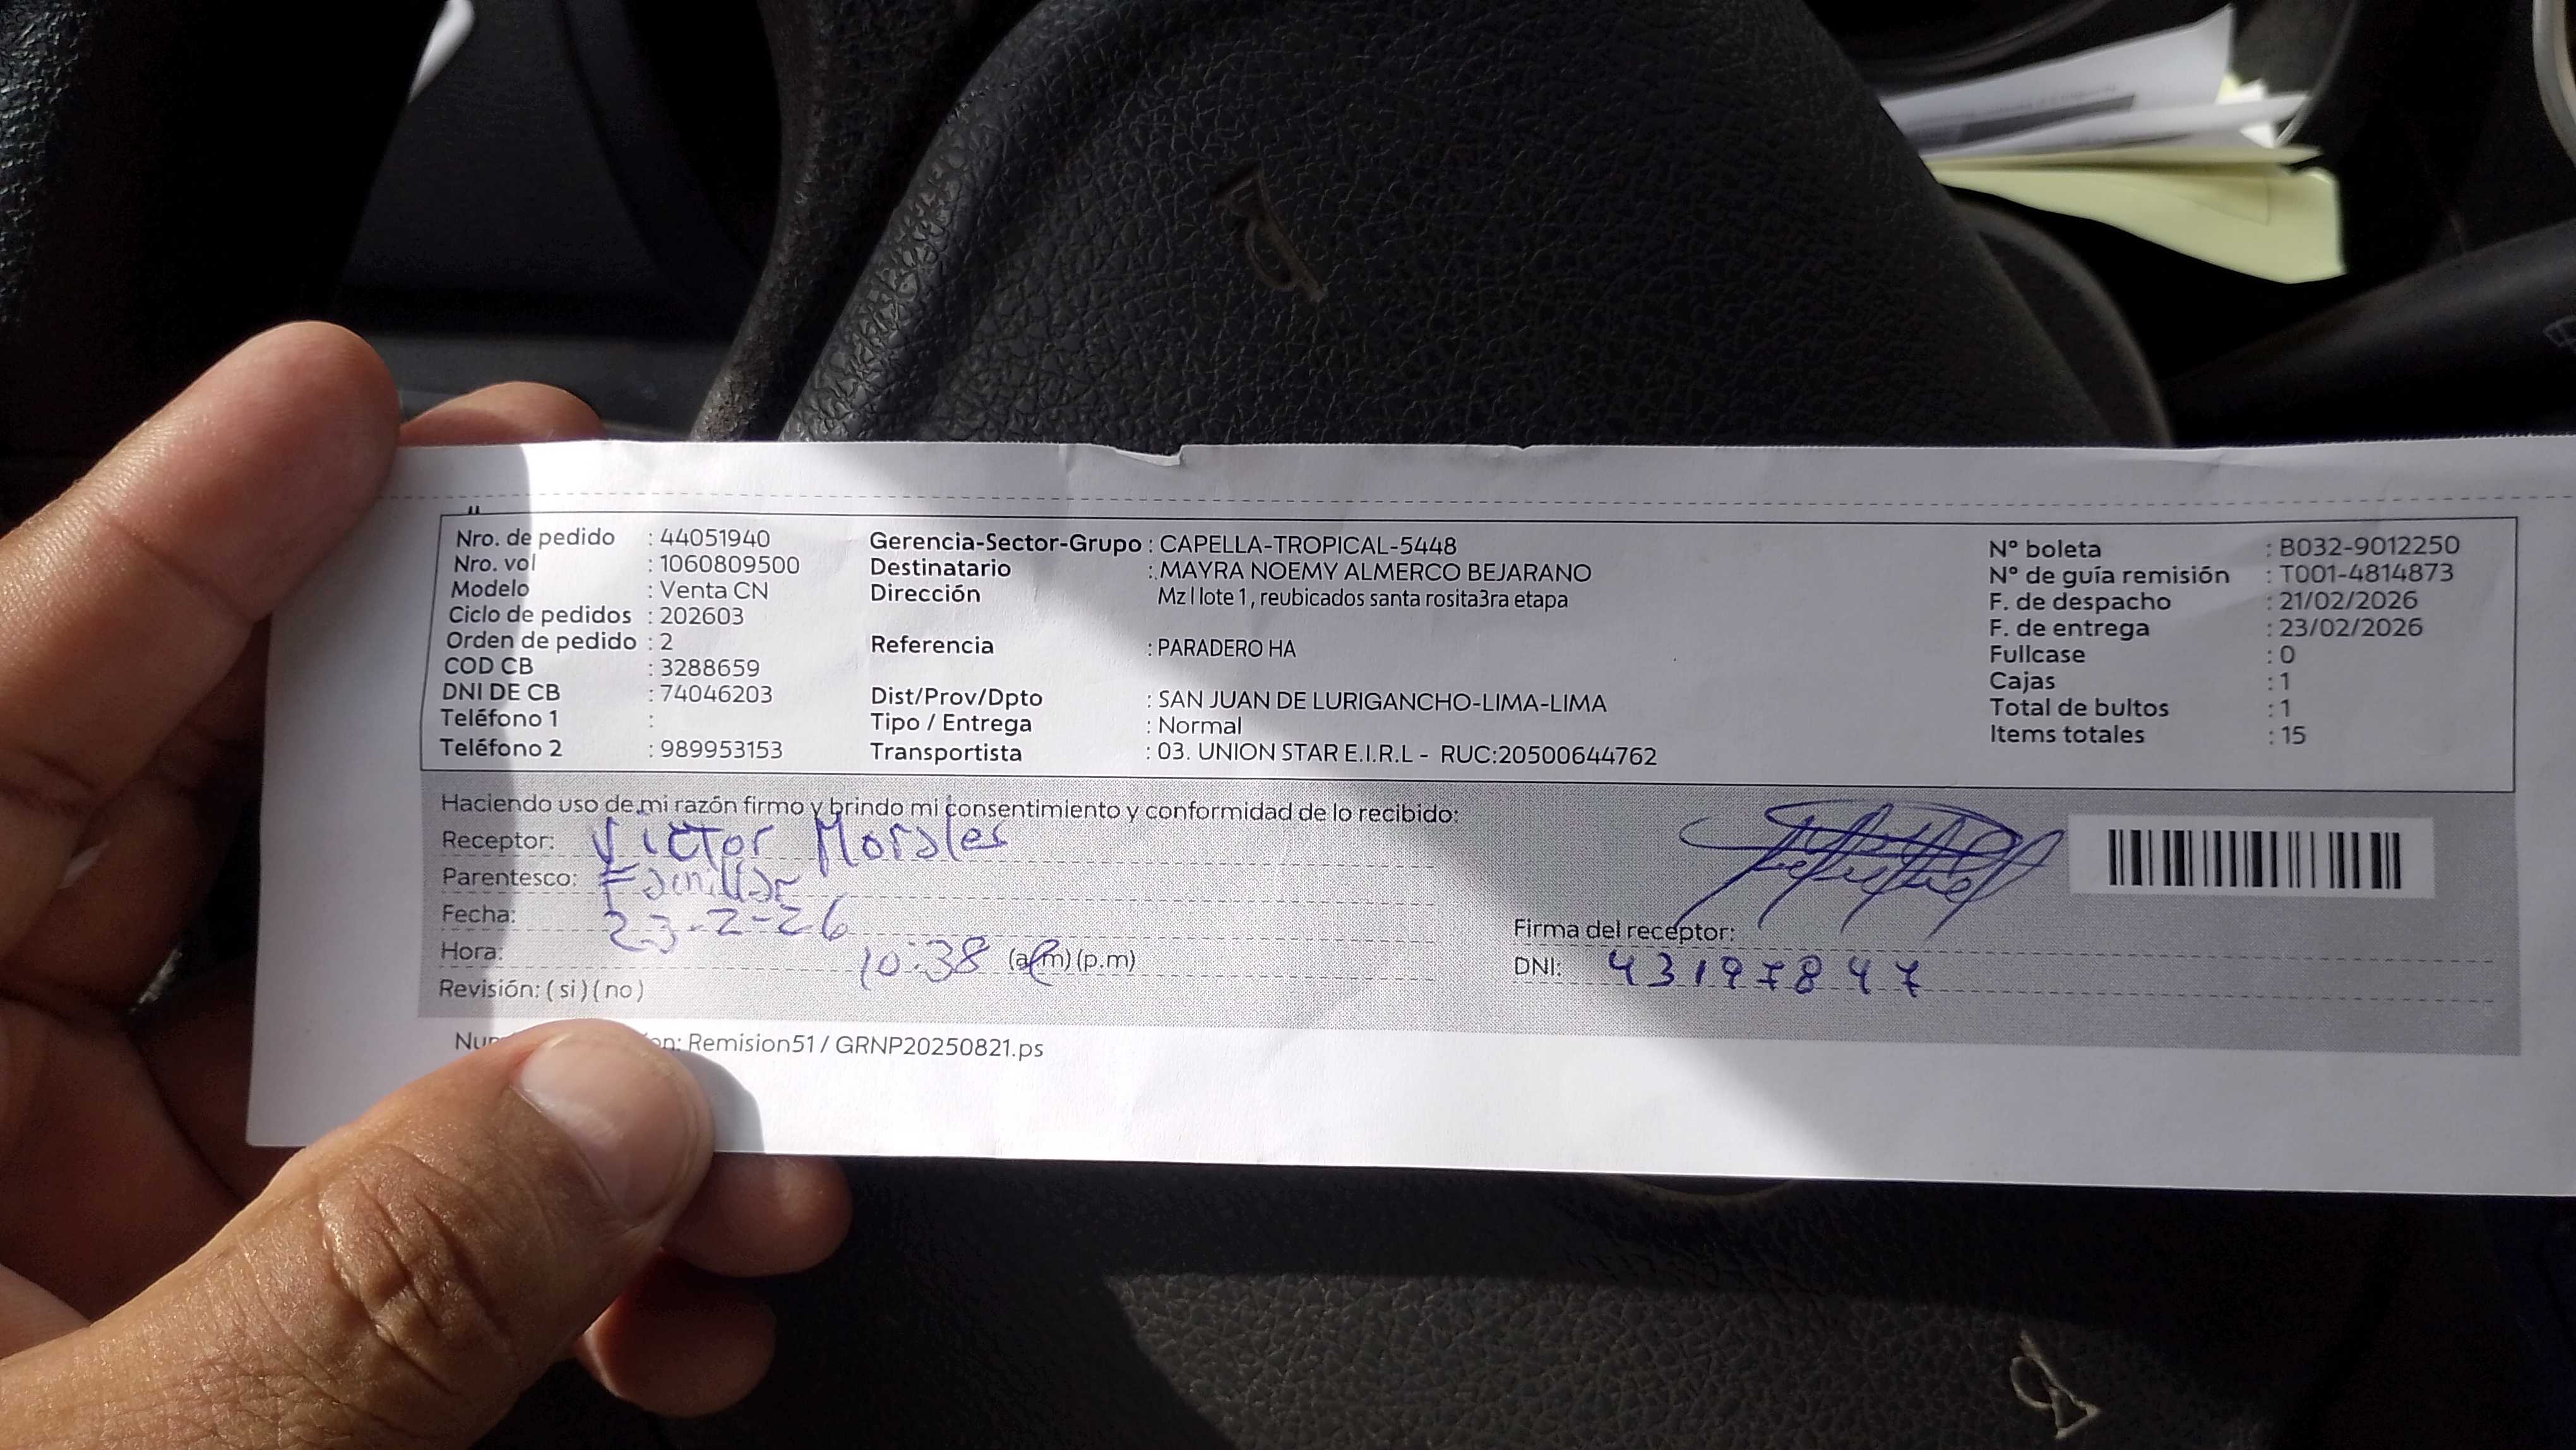 Nro. de pedido : 44051940
Nro. vol : 1060809500
Modelo : Venta CN
Ciclo de pedidos : 202603
Orden de pedido : 2
COD CB : 3288659
DNI DE CB : 74046203
Teléfono 1 :
Teléfono 2 : 989953153
Gerencia-Sector-Grupo : CAPELLA-TROPICAL-5448
Destinatario : MAYRA NOEMY ALMERCO BEJARANO
Dirección Mz I lote 1, reubicados santa rosita3ra etapa
Referencia : PARADERO HA
Dist/Prov/Dpto : SAN JUAN DE LURIGANCHO-LIMA-LIMA
Tipo / Entrega : Normal
Transportista : 03. UNION STAR E.I.R.L - RUC:20500644762
N° boleta : B032-9012250
N° de guía remisión : T001-4814873
F. de despacho : 21/02/2026
F. de entrega : 23/02/2026
Fullcase : 0
Cajas : 1
Total de bultos : 1
Items totales : 15
Haciendo uso de mi razón firmo y brindo mi consentimiento y conformidad de lo recibido:
Receptor: Victor Morales
Parentesco: Familiar
Fecha: 23-2-26
Hora: 10:38 (a.m) (p.m)
Revisión: ( si ) ( no )
Firma del receptor:
DNI: 43197847
Remision51 / GRNP20250821.ps